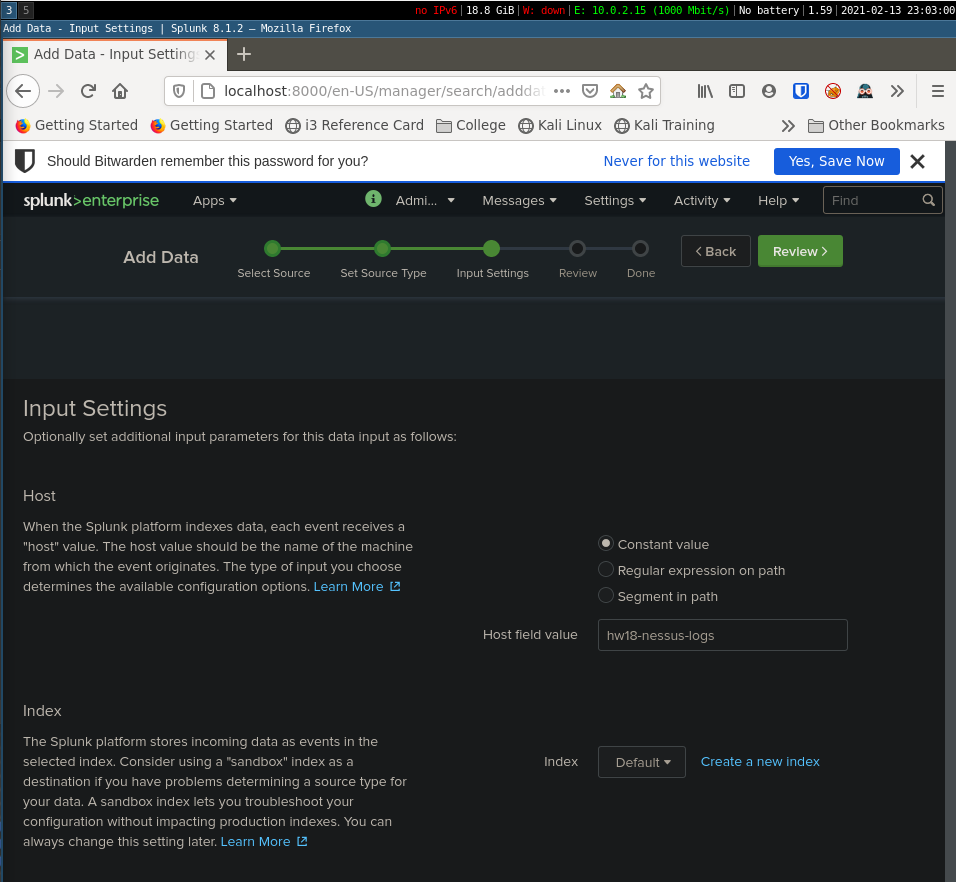 3 5 no IPv6|18.8 GiB|W: down|E: 10.0.2.15 (1000 Mbit/s)|No battery|1.59|2021-02-13 23:03:00
Add Data - Input Settings | Splunk 8.1.2 — Mozilla Firefox
Add Data - Input Settings
localhost:8000/en-US/manager/search/adddat
Getting Started Getting Started i3 Reference Card College Kali Linux Kali Training Other Bookmarks
Should Bitwarden remember this password for you? Never for this website Yes, Save Now
splunk>enterprise Apps Admi... Messages Settings Activity Help Find
Add Data Select Source Set Source Type Input Settings Review Done < Back Review >
Input Settings
Optionally set additional input parameters for this data input as follows:
Host
When the Splunk platform indexes data, each event receives a
"host" value. The host value should be the name of the machine
from which the event originates. The type of input you choose
determines the available configuration options. Learn More
Constant value
Regular expression on path
Segment in path
Host field value hw18-nessus-logs
Index
The Splunk platform stores incoming data as events in the
selected index. Consider using a "sandbox" index as a
destination if you have problems determining a source type for
your data. A sandbox index lets you troubleshoot your
configuration without impacting production indexes. You can
always change this setting later. Learn More
Index Default Create a new index